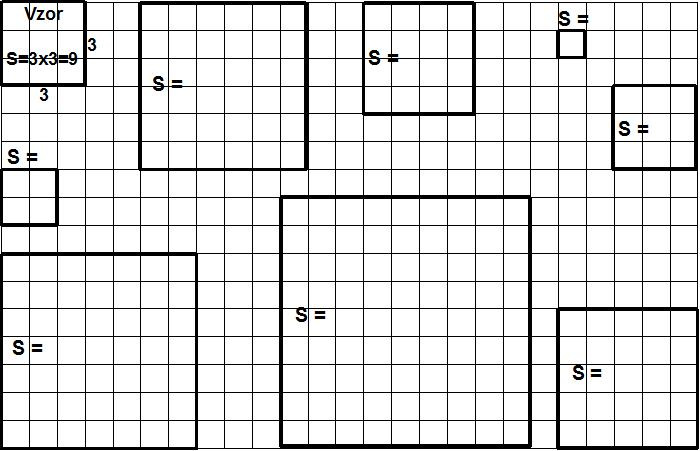 Vzor
S=3x3=9
3
3
S =
S =
S =
S =
S =
S =
S =
S =